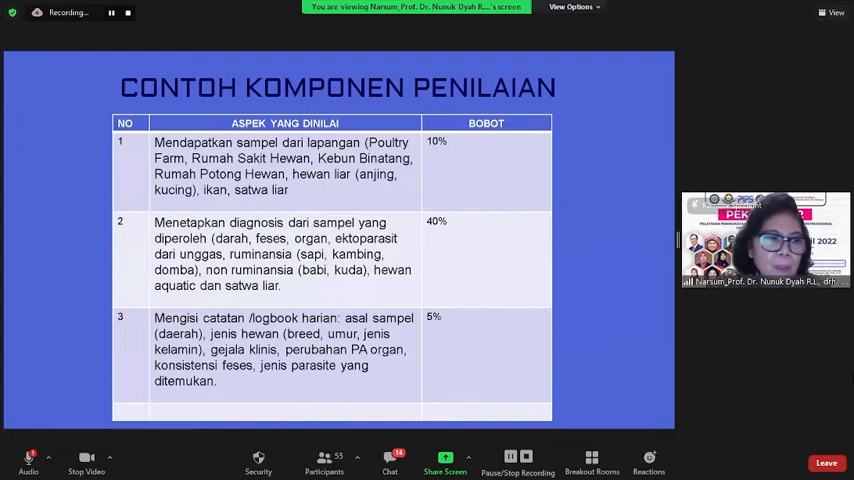 Recording...
You are viewing Narsum_Prof. Dr. Nunuk Dyah R....'s screen
View Options
View
CONTOH KOMPONEN PENILAIAN
NO ASPEK YANG DINILAI BOBOT
1 Mendapatkan sampel dari lapangan (Poultry 10%
Farm, Rumah Sakit Hewan, Kebun Binatang,
Rumah Potong Hewan, hewan liar (anjing,
kucing), ikan, satwa liar
2 Menetapkan diagnosis dari sampel yang 40%
diperoleh (darah, feses, organ, ektoparasit
dari unggas, ruminansia (sapi, kambing,
domba), non ruminansia (babi, kuda), hewan
aquatic dan satwa liar.
3 Mengisi catatan /logbook harian: asal sampel 5%
(daerah), jenis hewan (breed, umur, jenis
kelamin), gejala klinis, perubahan PA organ,
konsistensi feses, jenis parasite yang
ditemukan.
2022
Narsum_Prof. Dr. Nunuk Dyah R.L., drh...
Audio
Stop Video
Security
55
Participants
14
Chat
Share Screen
Pause/Stop Recording
Breakout Rooms
Reactions
Leave